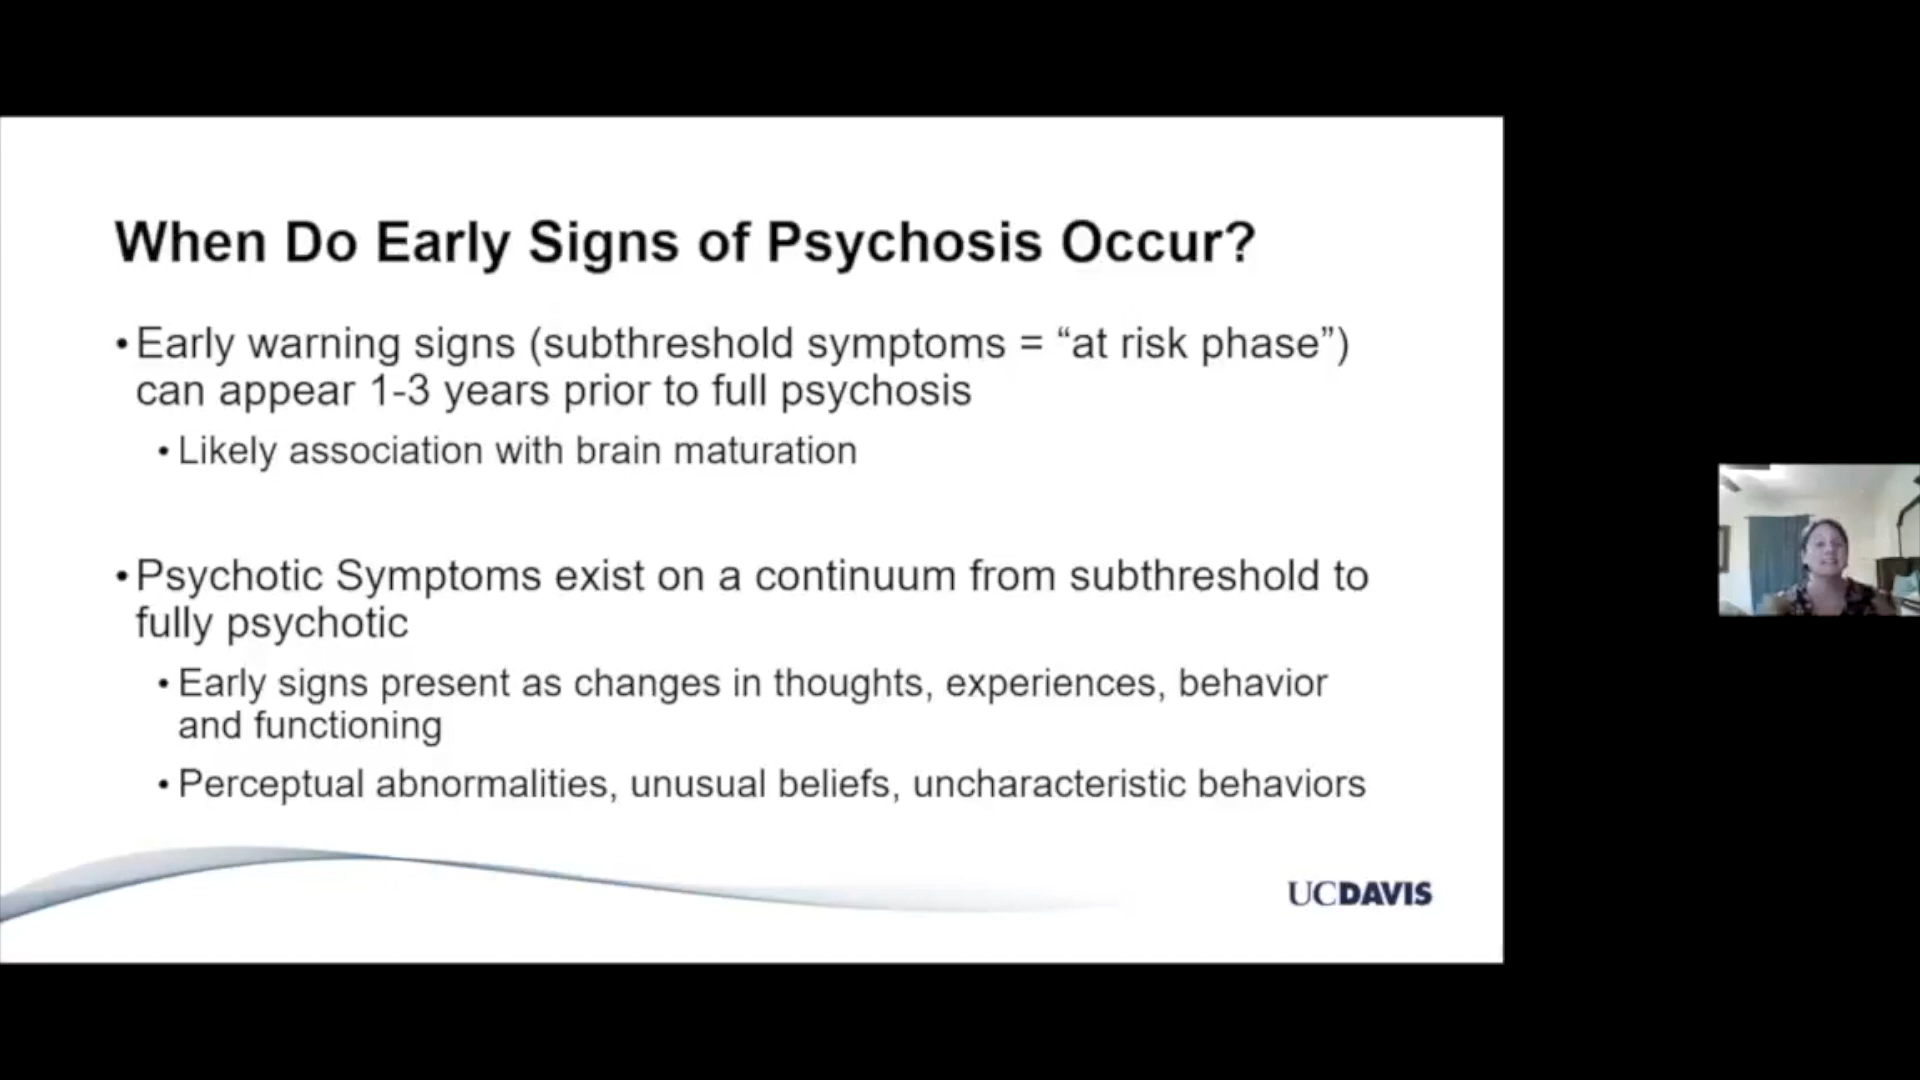 When Do Early Signs of Psychosis Occur?
• Early warning signs (subthreshold symptoms = “at risk phase”)
can appear 1-3 years prior to full psychosis
• Likely association with brain maturation
• Psychotic Symptoms exist on a continuum from subthreshold to
fully psychotic
• Early signs present as changes in thoughts, experiences, behavior
and functioning
• Perceptual abnormalities, unusual beliefs, uncharacteristic behaviors
UCDAVIS